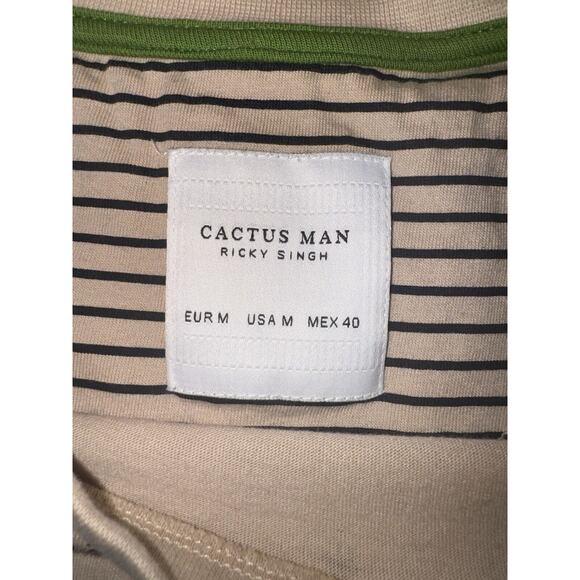 CACTUS MAN
RICKY SINGH
EUR M USA M MEX 40